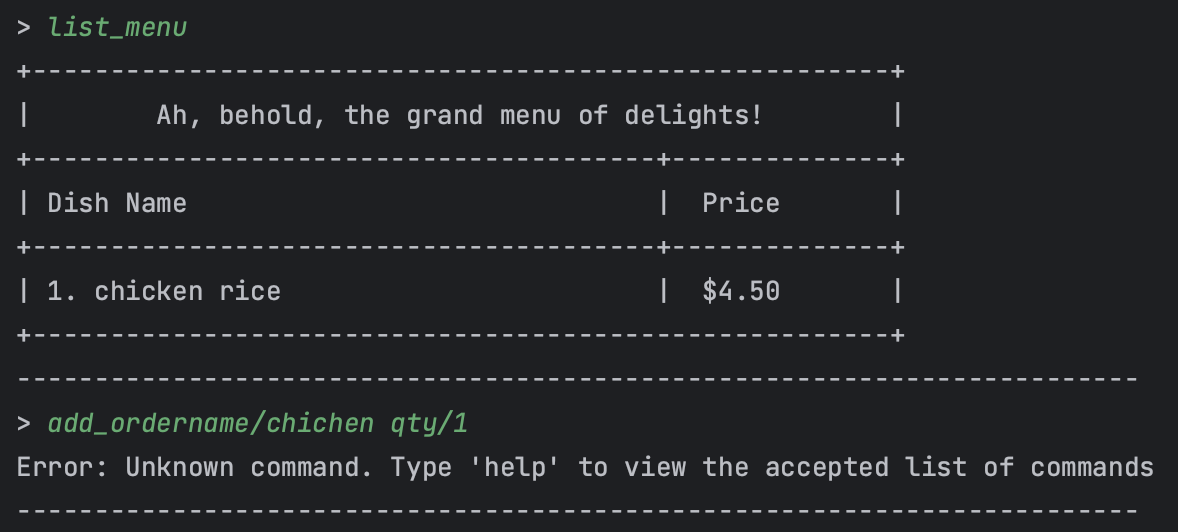 > list_menu
+-------------------------------------------------------+
|        Ah, behold, the grand menu of delights!        |
+----------------------------------------+--------------+
| Dish Name                              |  Price       |
+----------------------------------------+--------------+
| 1. chicken rice                        |  $4.50       |
+-------------------------------------------------------+
------------------------------------------------------------------------
> add_ordername/chichen qty/1
Error: Unknown command. Type 'help' to view the accepted list of commands
------------------------------------------------------------------------